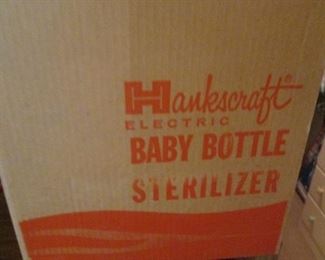 Hankscraft®
ELECTRIC
BABY BOTTLE
STERILIZER